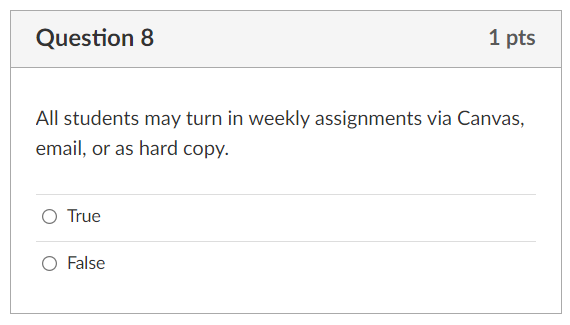 Question 8 1 pts
All students may turn in weekly assignments via Canvas,
email, or as hard copy.
True
False